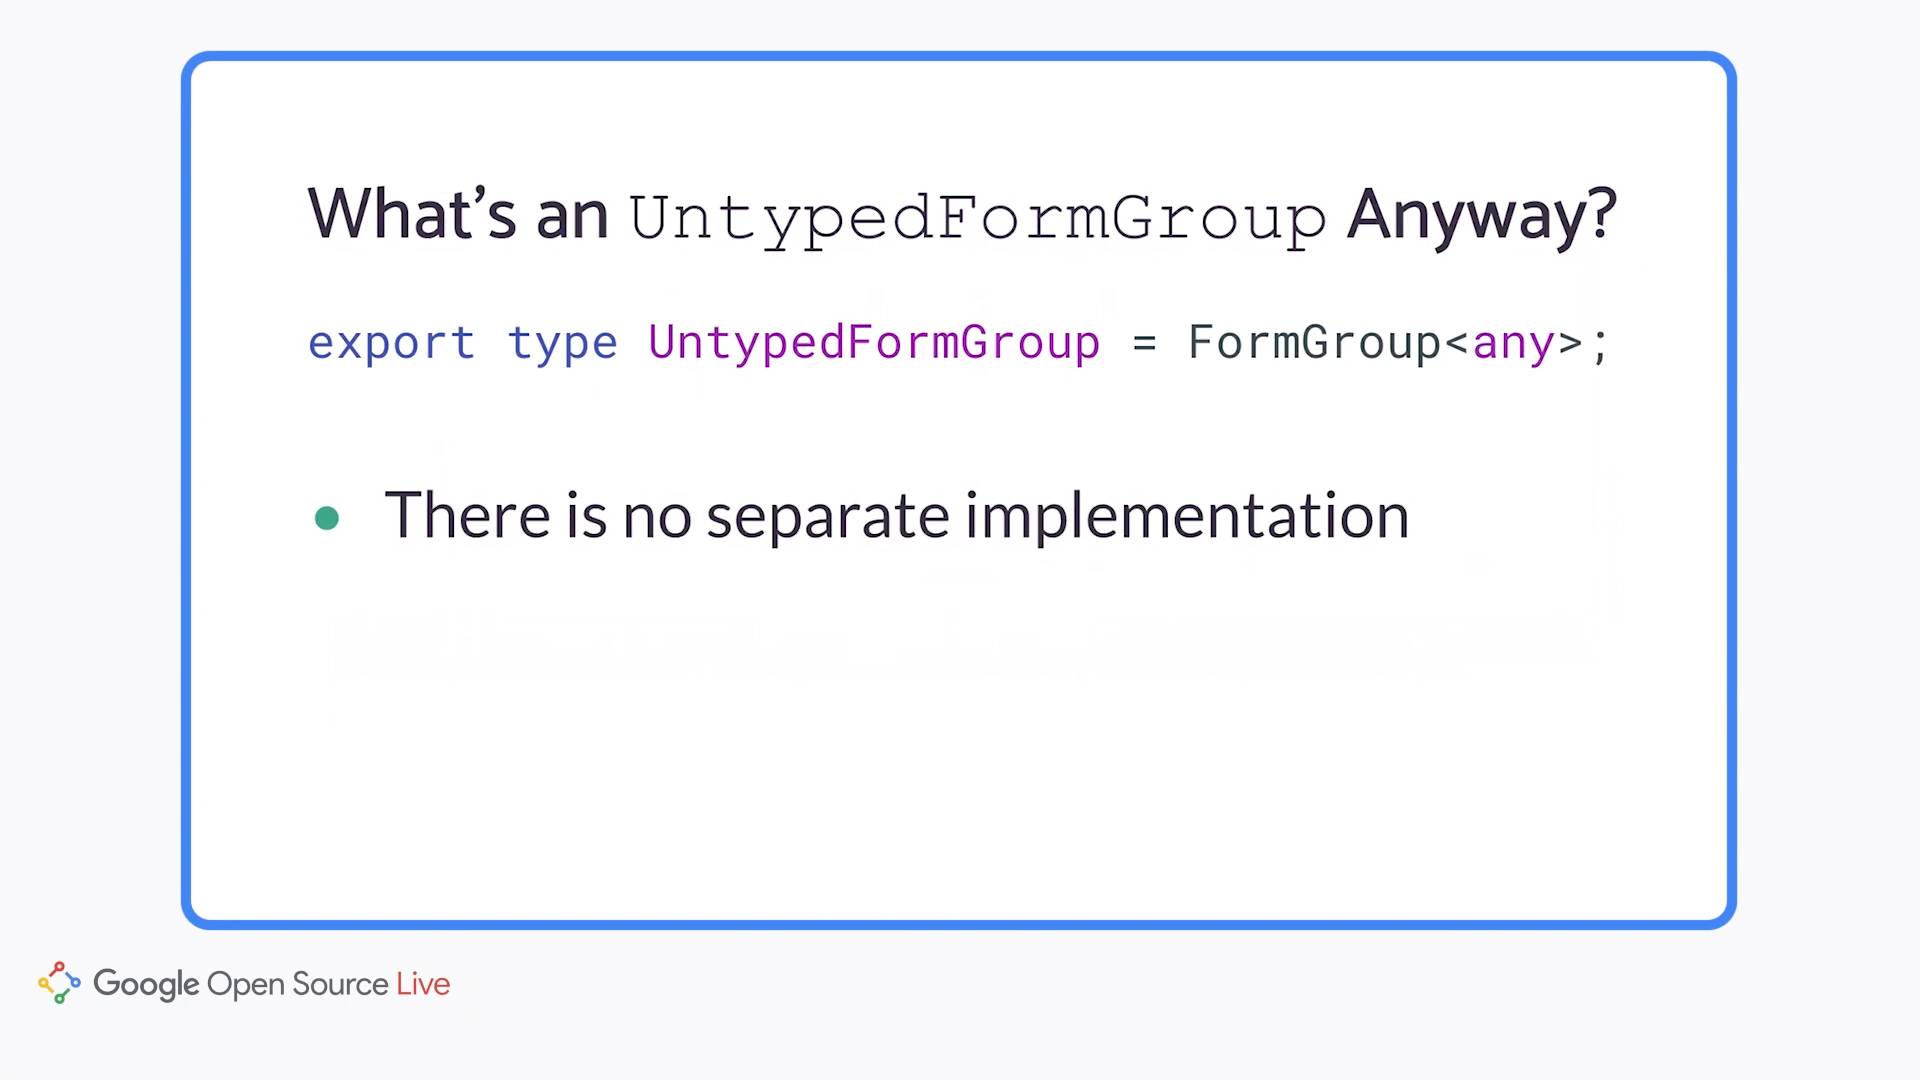 What’s an UntypedFormGroup Anyway?
export type UntypedFormGroup = FormGroup<any>;
● There is no separate implementation
Google Open Source Live